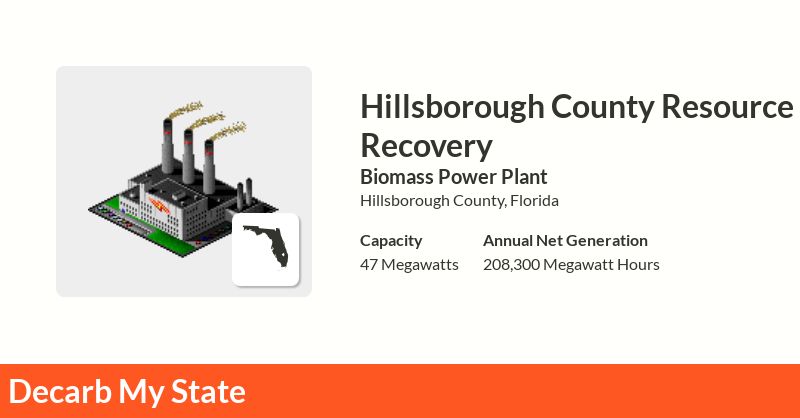 Hillsborough County Resource
Recovery
Biomass Power Plant
Hillsborough County, Florida
Capacity
47 Megawatts
Annual Net Generation
208,300 Megawatt Hours
Decarb My State